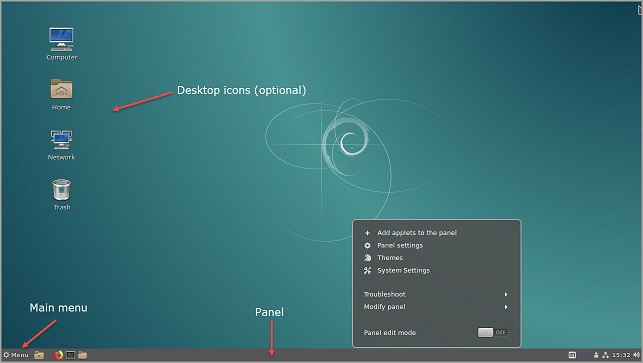 Computer
Desktop icons (optional)
Home
Network
Trash
Add applets to the panel
Panel settings
Themes
System Settings
Troubleshoot
Modify panel
Panel edit mode
OFF
Main menu
Panel
Menu
15:32